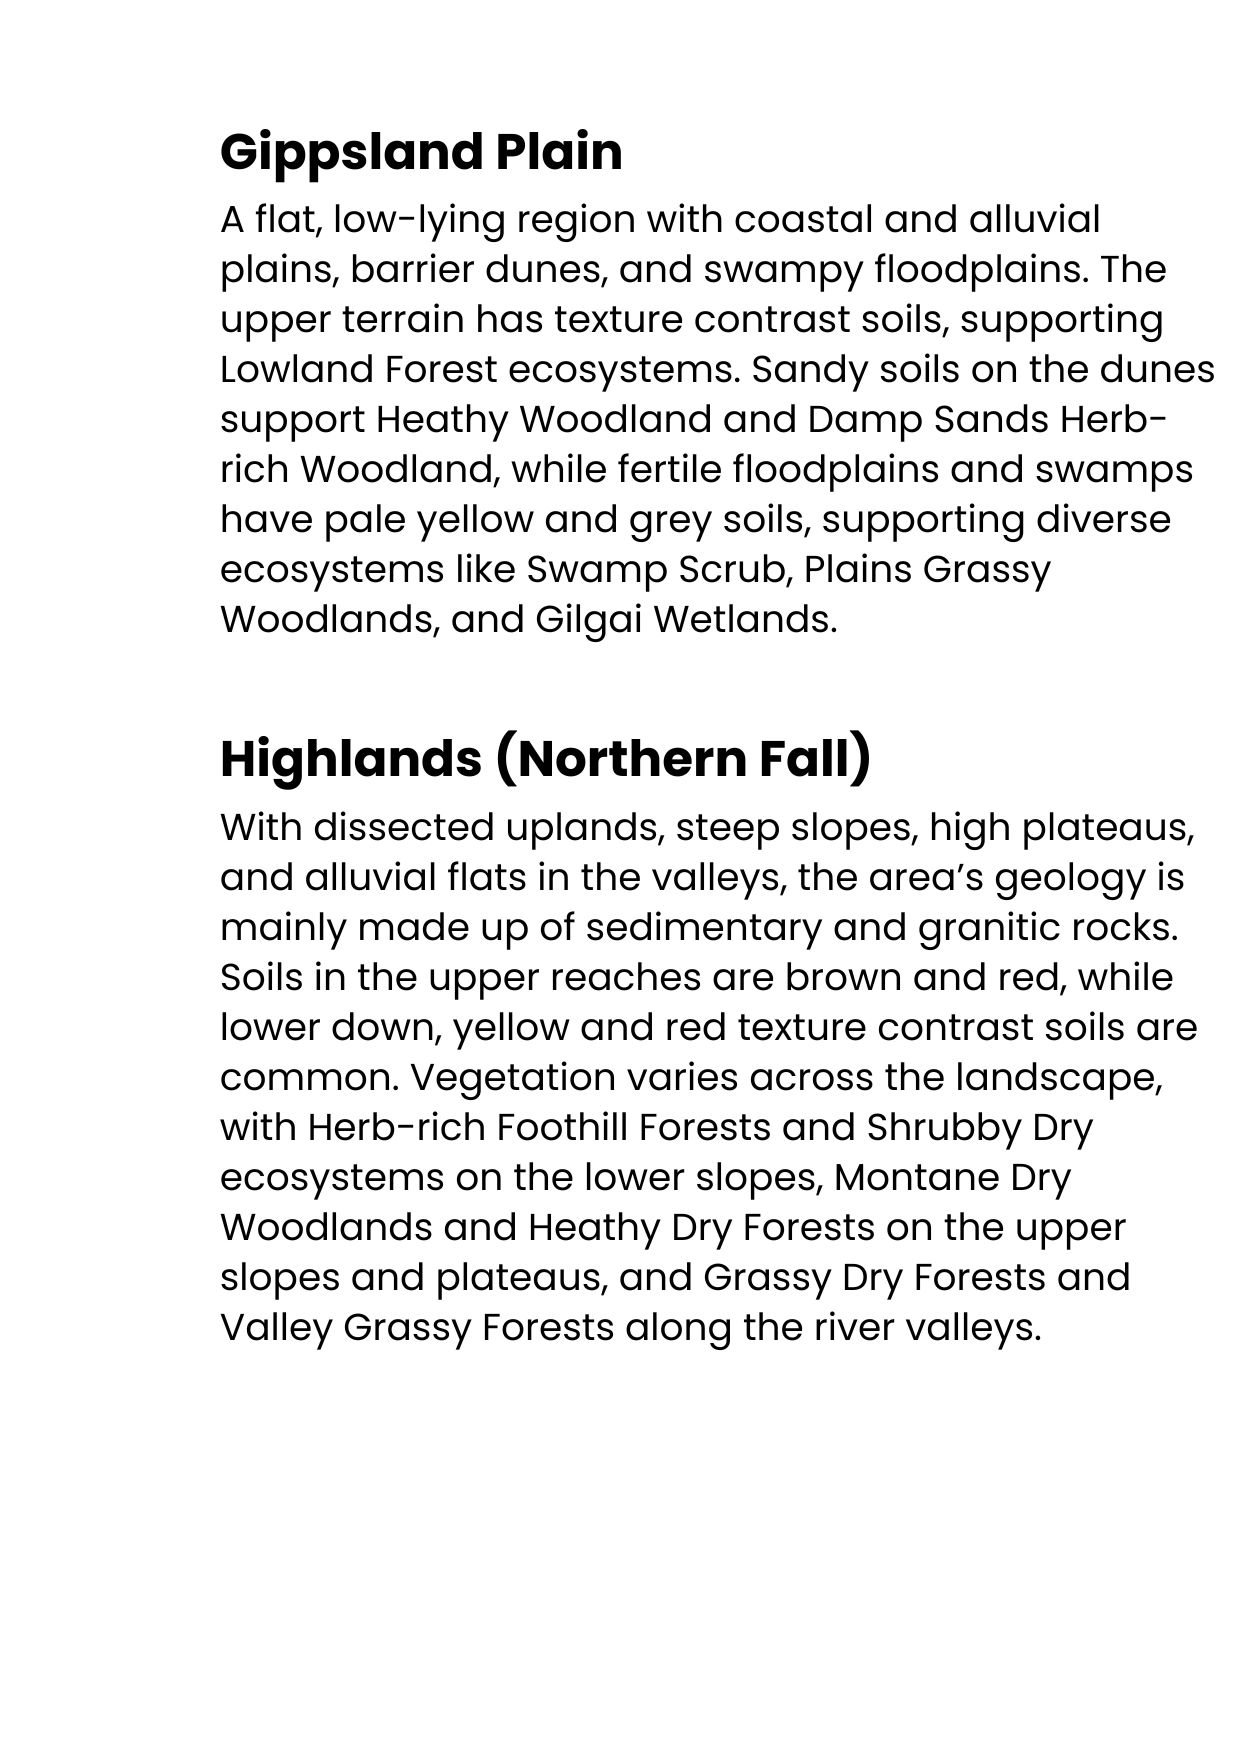 Gippsland Plain
A flat, low-lying region with coastal and alluvial
plains, barrier dunes, and swampy floodplains. The
upper terrain has texture contrast soils, supporting
Lowland Forest ecosystems. Sandy soils on the dunes
support Heathy Woodland and Damp Sands Herb-
rich Woodland, while fertile floodplains and swamps
have pale yellow and grey soils, supporting diverse
ecosystems like Swamp Scrub, Plains Grassy
Woodlands, and Gilgai Wetlands.
Highlands (Northern Fall)
With dissected uplands, steep slopes, high plateaus,
and alluvial flats in the valleys, the area’s geology is
mainly made up of sedimentary and granitic rocks.
Soils in the upper reaches are brown and red, while
lower down, yellow and red texture contrast soils are
common. Vegetation varies across the landscape,
with Herb-rich Foothill Forests and Shrubby Dry
ecosystems on the lower slopes, Montane Dry
Woodlands and Heathy Dry Forests on the upper
slopes and plateaus, and Grassy Dry Forests and
Valley Grassy Forests along the river valleys.